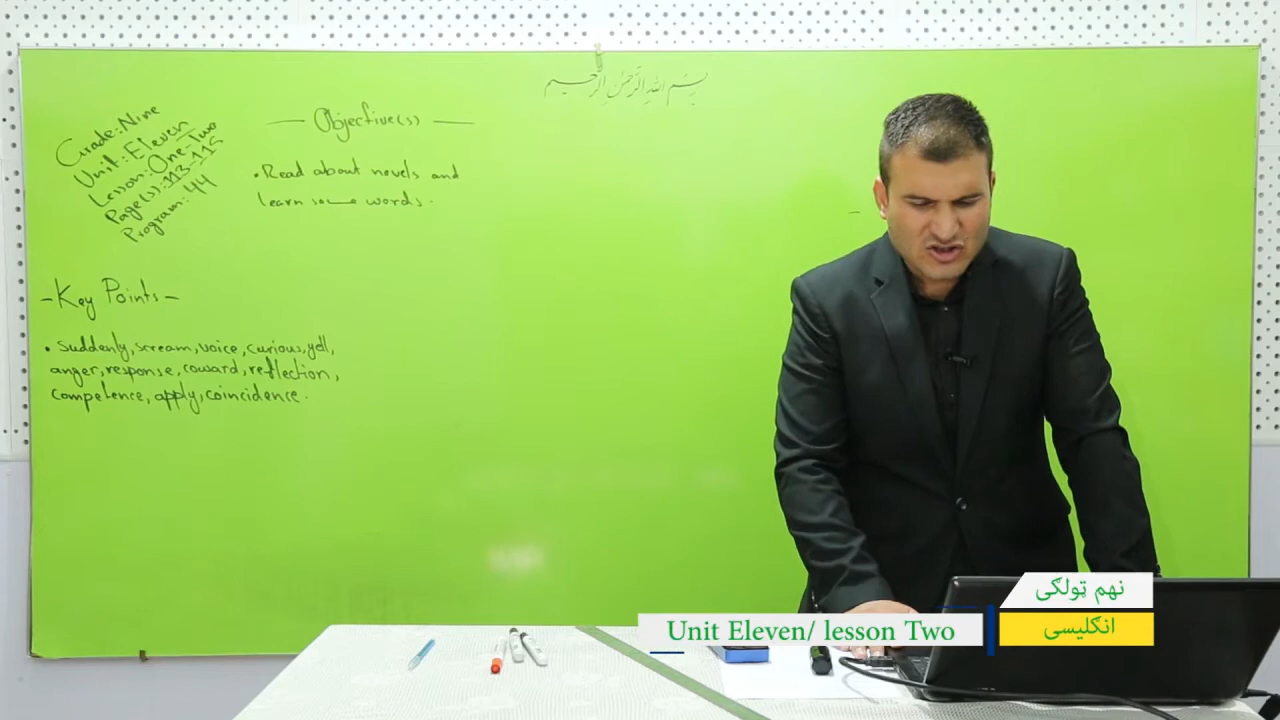 بسم الله الرحمن الرحيم
Grade: Nine
Unit: Eleven
Lesson: One-Two
Page(s): 113-115
Program: 44
Objective(s)
• Read about novels and
learn some words.
- Key Points -
• Suddenly, scream, voice, curious, yell,
anger, response, coward, reflection,
competence, apply, coincidence.
نهم ټولګی
Unit Eleven/ lesson Two
انګلیسی